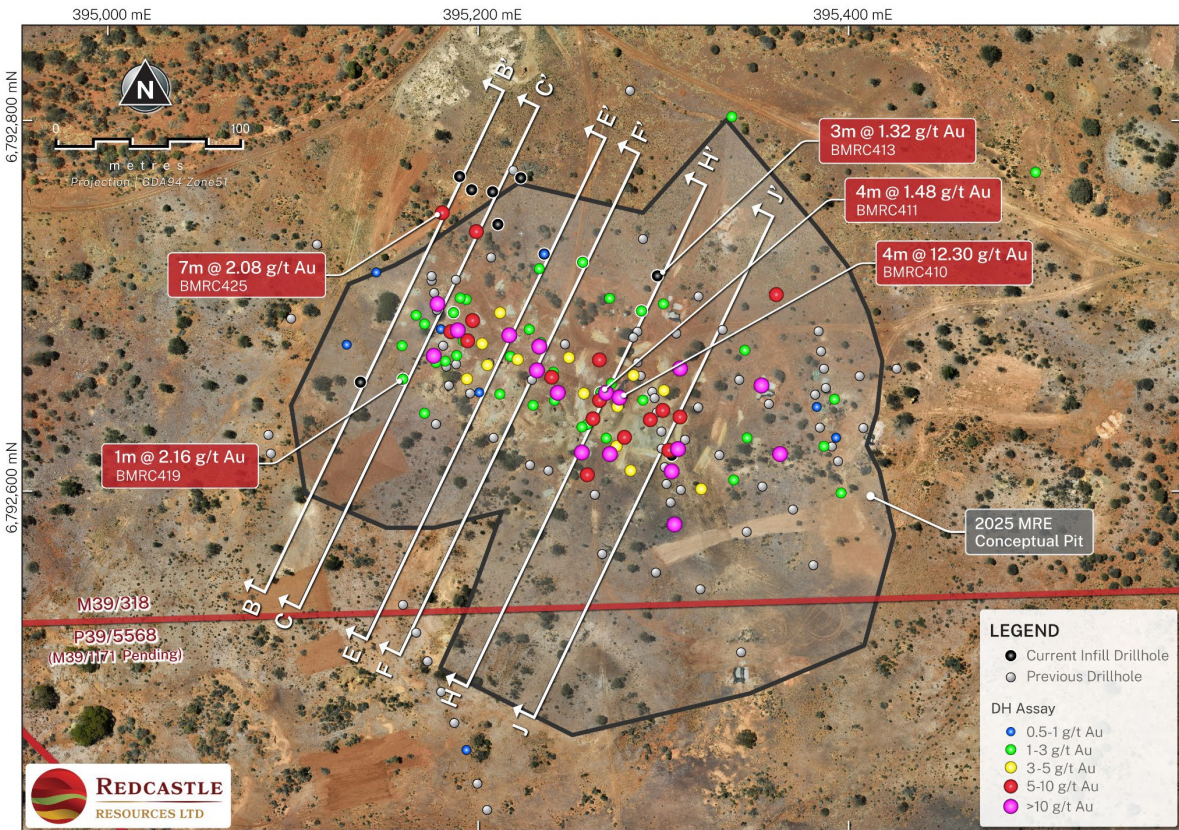 395,000 mE
395,200 mE
395,400 mE
6,792,800 mN
6,792,600 mN
N
0
100
metres
Projection: GDA94 Zone51
B'
C'
E'
F'
H'
J'
3m @ 1.32 g/t Au
BMRC413
4m @ 1.48 g/t Au
BMRC411
4m @ 12.30 g/t Au
BMRC410
7m @ 2.08 g/t Au
BMRC425
1m @ 2.16 g/t Au
BMRC419
2025 MRE
Conceptual Pit
B
C
E
F
H
J
M39/318
P39/5568
(M39/1171 Pending)
LEGEND
Current Infill Drillhole
Previous Drillhole
DH Assay
0.5-1 g/t Au
1-3 g/t Au
3-5 g/t Au
5-10 g/t Au
>10 g/t Au
REDCASTLE
RESOURCES LTD